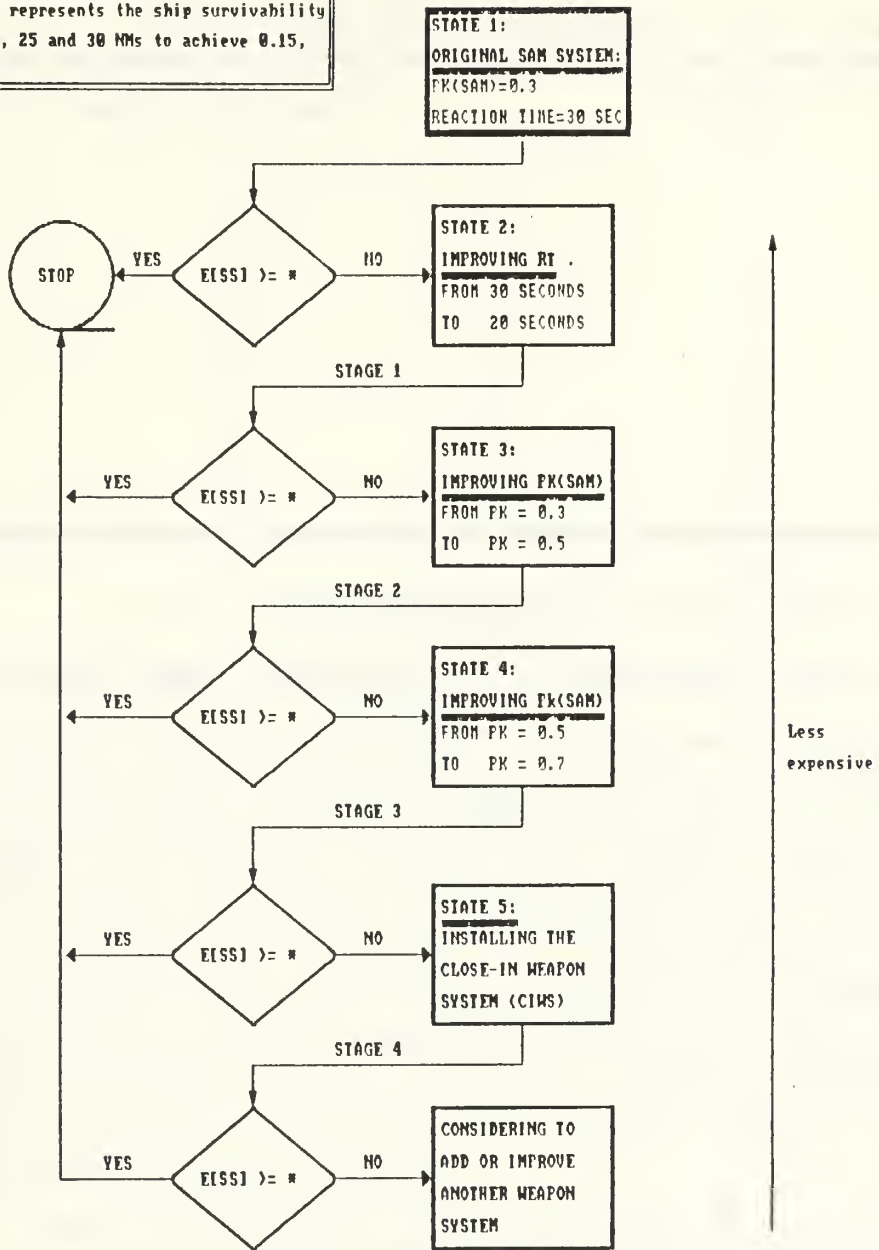 represents the ship survivability
, 25 and 30 NMs to achieve 0.15,
STATE 1:
ORIGINAL SAM SYSTEM:
PK(SAM)=0.3
REACTION TIME=30 SEC
STOP
YES
E[SS] >= *
NO
STATE 2:
IMPROVING RT .
FROM 30 SECONDS
TO 20 SECONDS
STAGE 1
YES
E[SS] >= *
NO
STATE 3:
IMPROVING PK(SAM)
FROM PK = 0.3
TO PK = 0.5
STAGE 2
YES
E[SS] >= *
NO
STATE 4:
IMPROVING Pk(SAM)
FROM PK = 0.5
TO PK = 0.7
Less
expensive
STAGE 3
YES
E[SS] >= *
NO
STATE 5:
INSTALLING THE
CLOSE-IN WEAPON
SYSTEM (CIWS)
STAGE 4
YES
E[SS] >= *
NO
CONSIDERING TO
ADD OR IMPROVE
ANOTHER WEAPON
SYSTEM